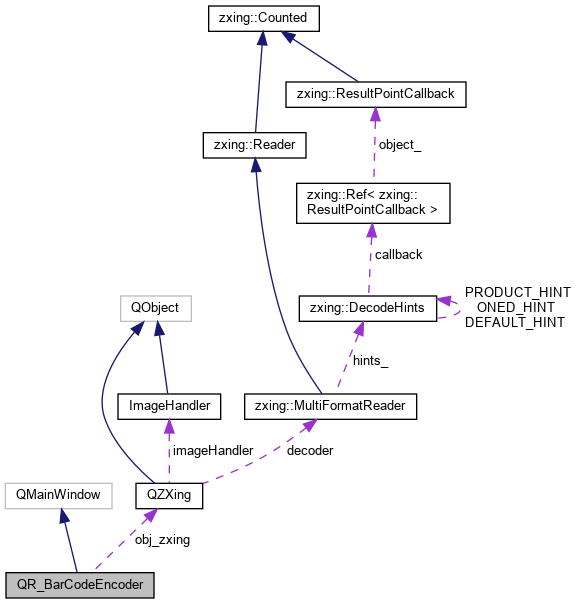 zxing::Counted
zxing::ResultPointCallback
zxing::Reader
object_
zxing::Ref< zxing::
ResultPointCallback >
callback
QObject
zxing::DecodeHints
PRODUCT_HINT
ONED_HINT
DEFAULT_HINT
hints_
ImageHandler
zxing::MultiFormatReader
imageHandler
decoder
QMainWindow
QZXing
obj_zxing
QR_BarCodeEncoder